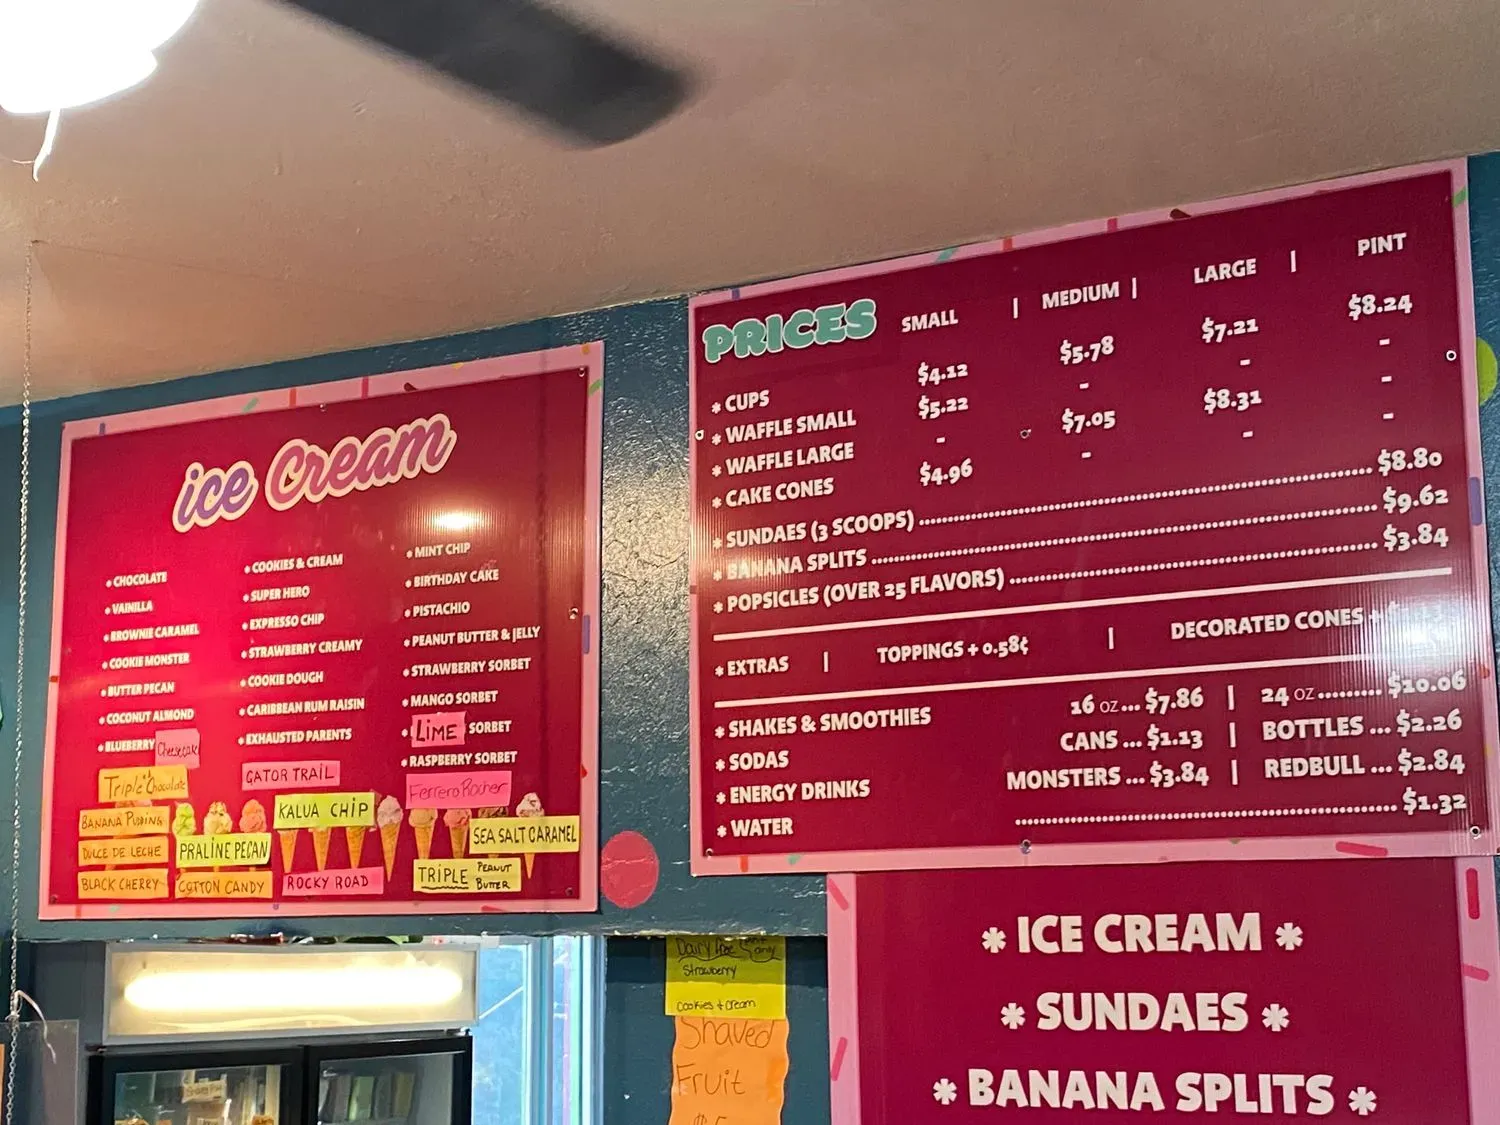 ice Cream
* CHOCOLATE
* VAINILLA
* BROWNIE CARAMEL
* COOKIE MONSTER
* BUTTER PECAN
* COCONUT ALMOND
* BLUEBERRY Cheesecake
* COOKIES & CREAM
* SUPER HERO
* EXPRESSO CHIP
* STRAWBERRY CREAMY
* COOKIE DOUGH
* CARIBBEAN RUM RAISIN
* EXHAUSTED PARENTS
* MINT CHIP
* BIRTHDAY CAKE
* PISTACHIO
* PEANUT BUTTER & JELLY
* STRAWBERRY SORBET
* MANGO SORBET
* LIME SORBET
* RASPBERRY SORBET
Triple Chocolate
GATOR TRAIL
Ferrero Rocher
BANANA PUDDING
KALUA CHIP
DULCE DE LECHE
PRALINE PECAN
SEA SALT CARAMEL
BLACK CHERRY
COTTON CANDY
ROCKY ROAD
TRIPLE PEANUT
BUTTER
PRICES SMALL | MEDIUM | LARGE | PINT
* CUPS $4.12 $5.78 $7.21 $8.24
* WAFFLE SMALL $5.22 - - -
* WAFFLE LARGE - $7.05 $8.31 -
* CAKE CONES $4.96 - - -
* SUNDAES (3 SCOOPS) ........ $8.80
* BANANA SPLITS ........ $9.62
* POPSICLES (OVER 25 FLAVORS) ........ $3.84
* EXTRAS | TOPPINGS + 0.58¢ | DECORATED CONES +
* SHAKES & SMOOTHIES 16 OZ... $7.86 | 24 OZ......... $10.06
* SODAS CANS ... $1.13 | BOTTLES ... $2.26
* ENERGY DRINKS MONSTERS ... $3.84 | REDBULL ... $2.84
* WATER ........ $1.32
* ICE CREAM *
* SUNDAES *
* BANANA SPLITS *
Dairy free
Strawberry
cookies + cream
Shaved
Fruit